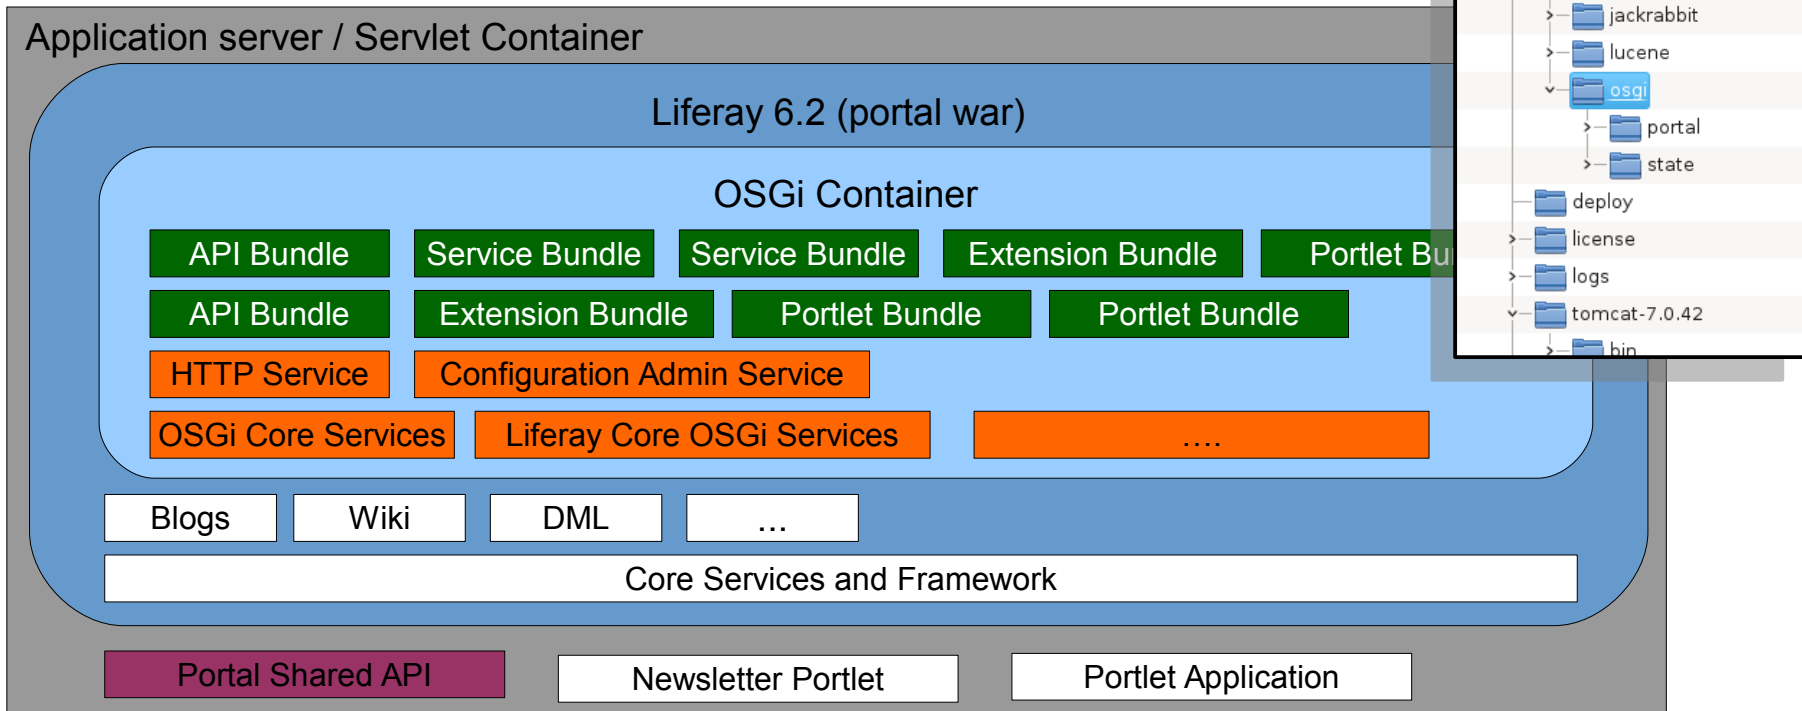 Application server / Servlet Container
Liferay 6.2 (portal war)
OSGi Container
API Bundle
Service Bundle
Service Bundle
Extension Bundle
Portlet Bu
API Bundle
Extension Bundle
Portlet Bundle
Portlet Bundle
HTTP Service
Configuration Admin Service
OSGi Core Services
Liferay Core OSGi Services
....
Blogs
Wiki
DML
...
Core Services and Framework
Portal Shared API
Newsletter Portlet
Portlet Application
jackrabbit
lucene
osgi
portal
state
deploy
license
logs
tomcat-7.0.42
bin